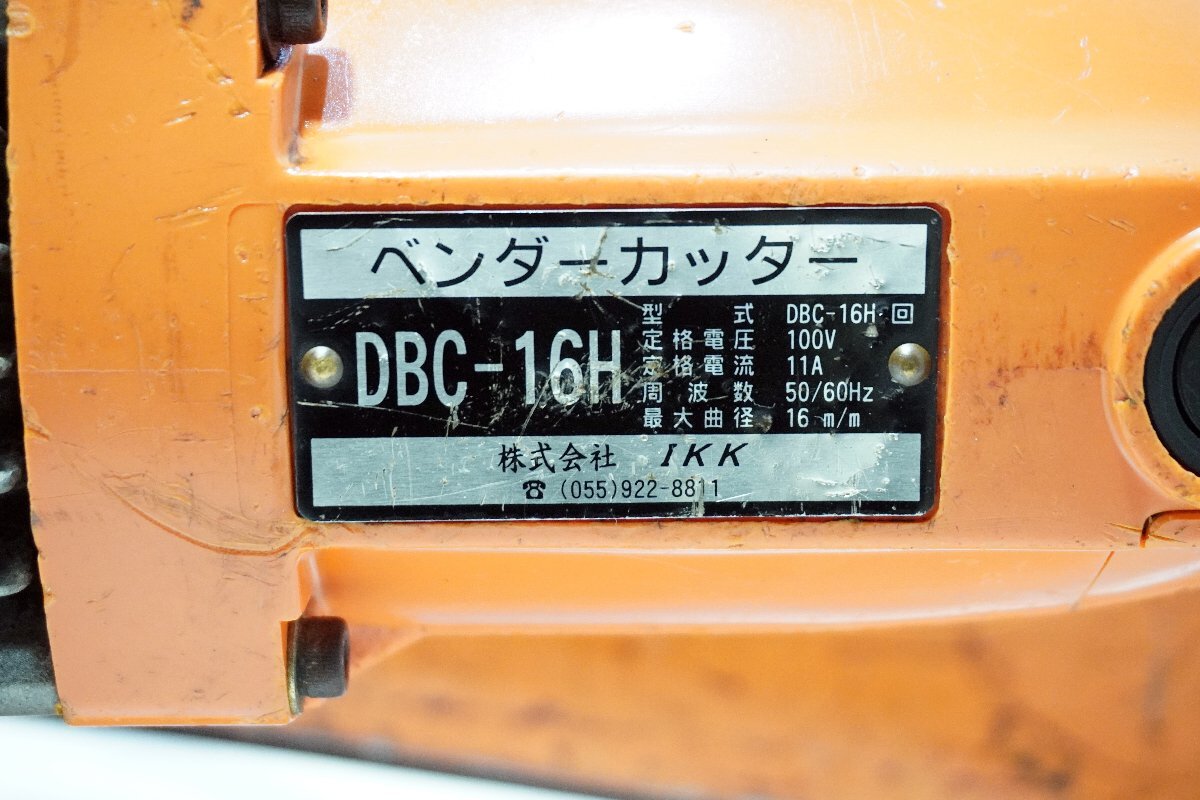 ベンダーカッター
DBC-16H
型式 DBC-16H 回
定格電圧 100V
定格電流 11A
周波数 50/60Hz
最大曲径 16 m/m
株式会社 IKK
☎ (055)922-8811